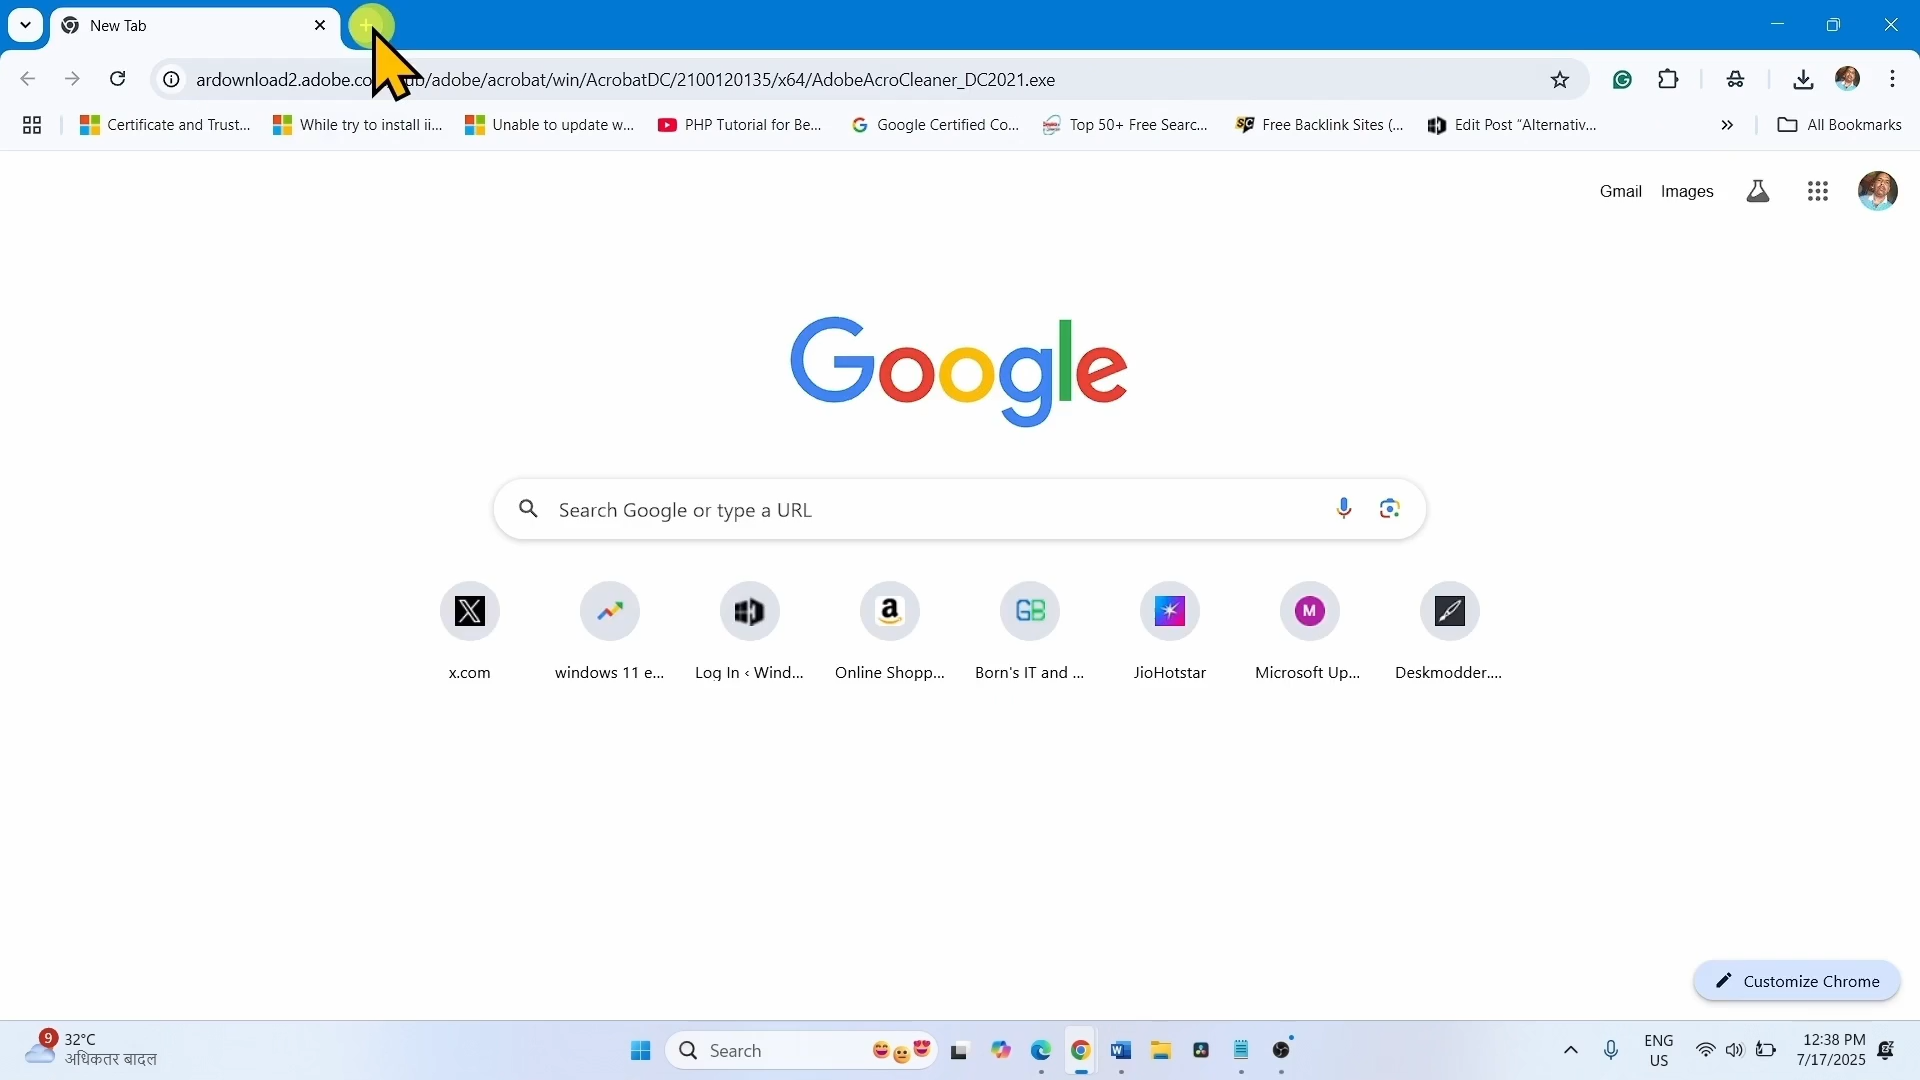 New Tab
ardownload2.adobe.co ub/adobe/acrobat/win/AcrobatDC/2100120135/x64/AdobeAcroCleaner_DC2021.exe
Certificate and Trust... While try to install ii... Unable to update w... PHP Tutorial for Be... Google Certified Co... Top 50+ Free Searc... Free Backlink Sites (... Edit Post “Alternativ... All Bookmarks
Gmail Images
Google
Search Google or type a URL
x.com windows 11 e... Log In ‹ Wind... Online Shopp... Born's IT and ... JioHotstar Microsoft Up... Deskmodder....
Customize Chrome
9 32°C
अधिकतर बादल
Search
ENG
US
12:38 PM
7/17/2025